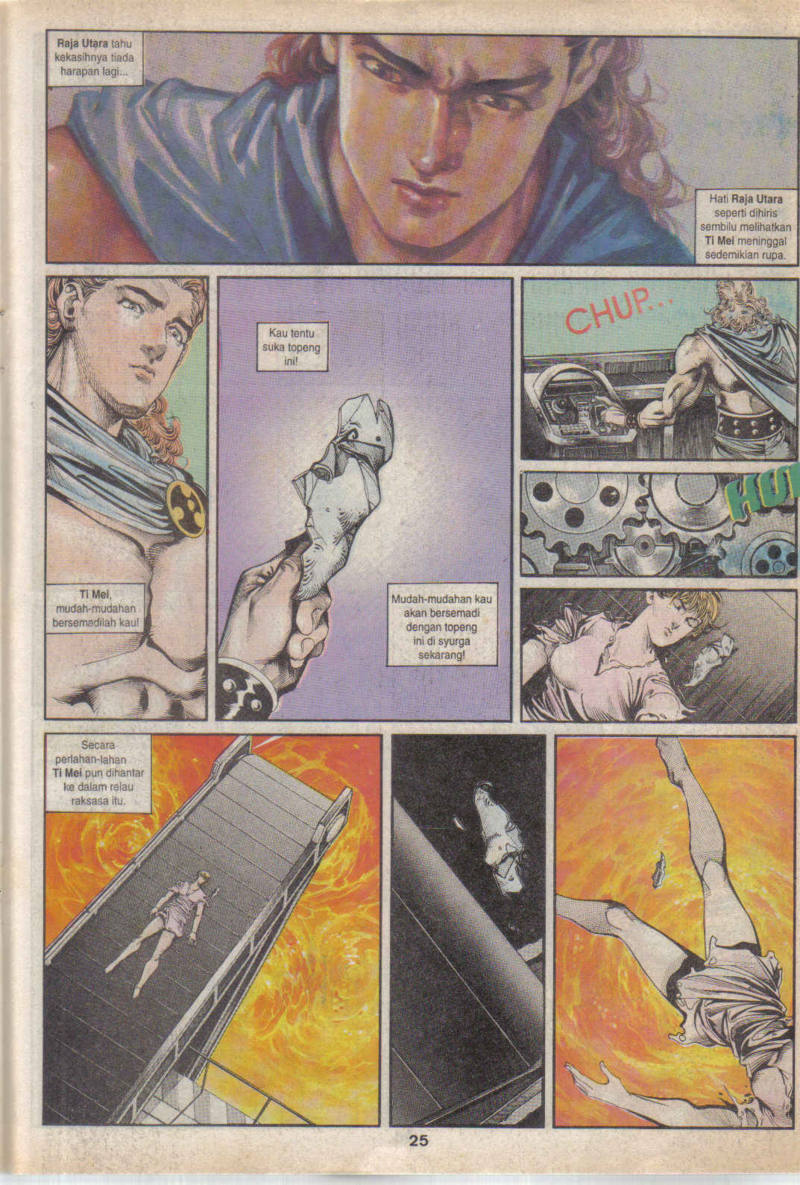 Raja Utara tahu
kekasihnya tiada
harapan lagi...
Hati Raja Utara
seperti dihiris
sembilu melihatkan
Ti Mei meninggal
sedemikian rupa.
Ti Mei,
mudah-mudahan
bersemadilah kau!
Kau tentu
suka topeng
ini!
Mudah-mudahan kau
akan bersemadi
dengan topeng
ini di syurga
sekarang!
CHUP...
Secara
perlahan-lahan
Ti Mei pun dihantar
ke dalam relau
raksasa itu.
25